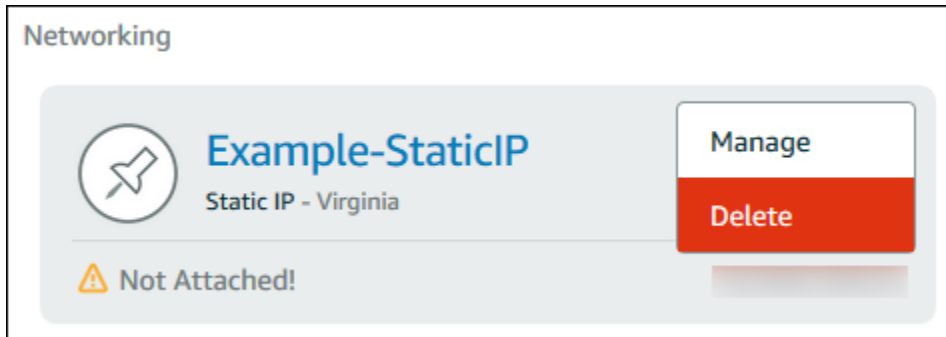 Networking
Example-StaticIP
Manage
Static IP - Virginia
Delete
Not Attached!